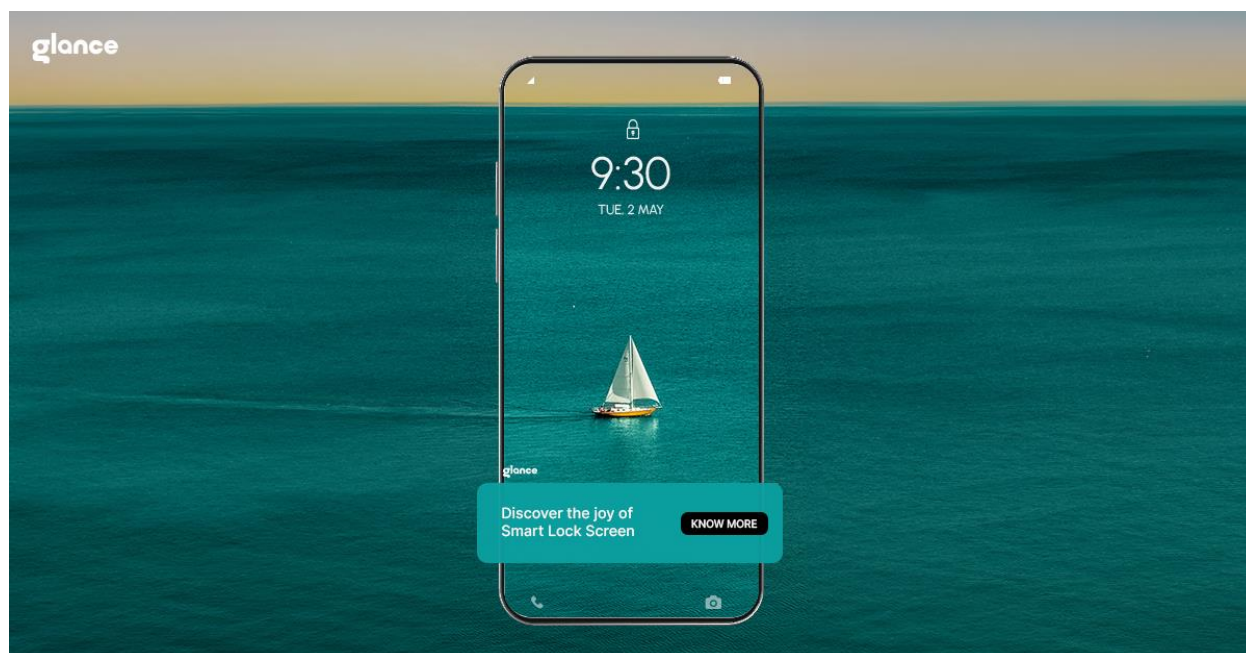 glance
9:30
TUE, 2 MAY
glance
Discover the joy of
Smart Lock Screen
KNOW MORE